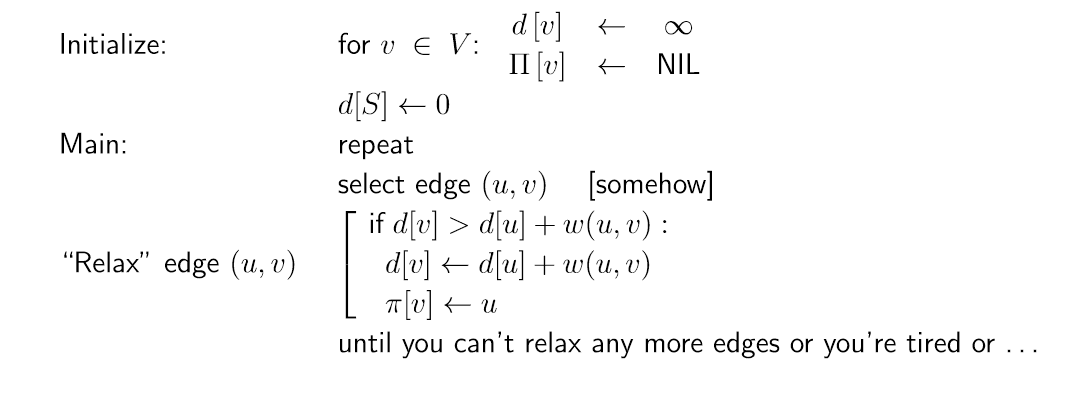 Initialize: for v ∈ V: d [v] ← ∞
Π [v] ← NIL
d[S] ← 0
Main: repeat
select edge (u, v) [somehow]
if d[v] > d[u] + w(u, v) :
“Relax” edge (u, v) d[v] ← d[u] + w(u, v)
π[v] ← u
until you can't relax any more edges or you're tired or . . .